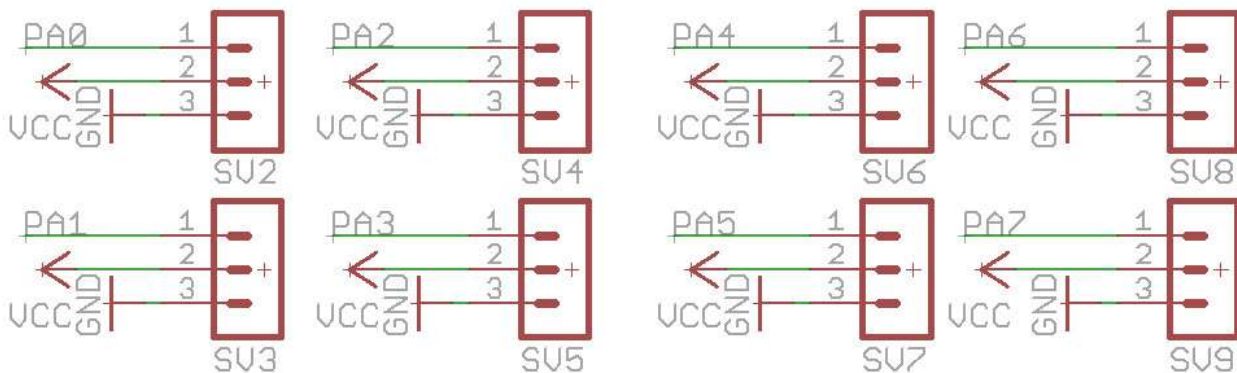 PA0 1 PA2 1 PA4 1 PA6 1
2 2 2 2
3 3 3 3
VCC GND VCC GND VCC GND VCC GND
SV2 SV4 SV6 SV8
PA1 1 PA3 1 PA5 1 PA7 1
2 2 2 2
3 3 3 3
VCC GND VCC GND VCC GND VCC GND
SV3 SV5 SV7 SV9